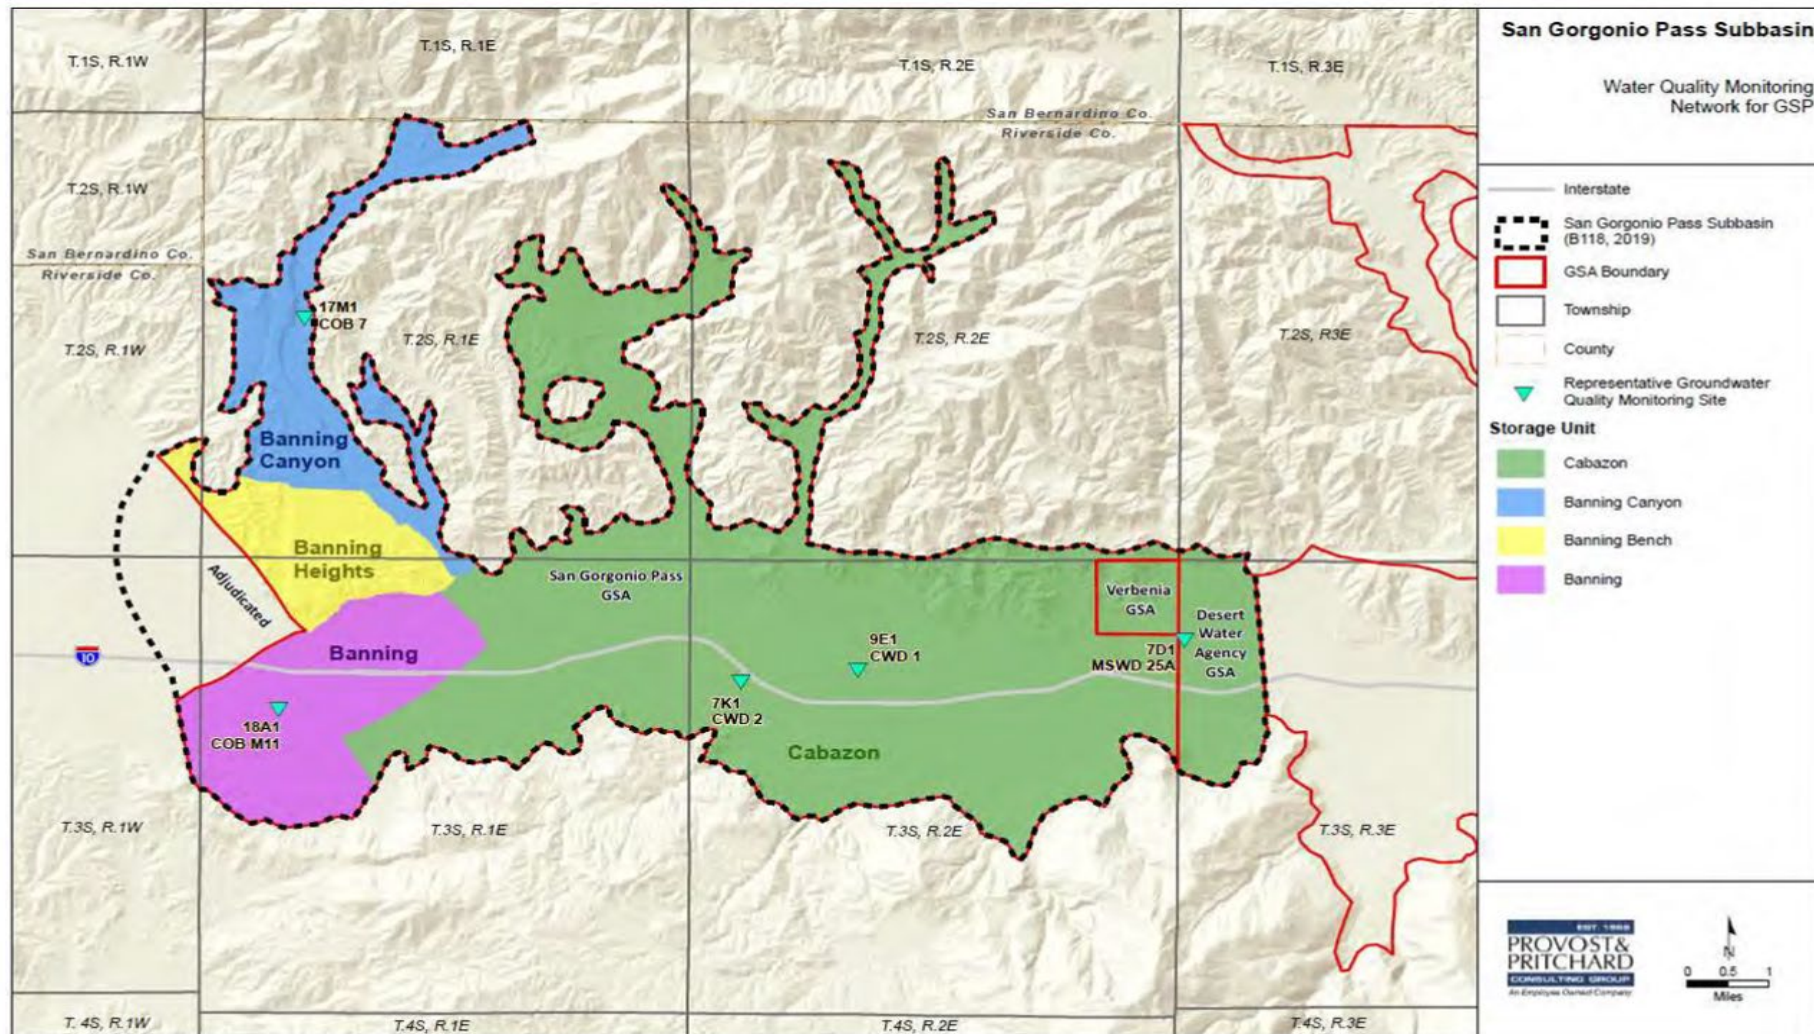 T.1S, R.1W
T.1S, R.1E
T.1S, R.2E
T.1S, R.3E
San Bernardino Co.
Riverside Co.
T.2S, R.1W
San Bernardino Co.
Riverside Co.
17M1
COB 7
T.2S, R.1W
T.2S, R.1E
T.2S, R.2E
T.2S, R3E
Banning
Canyon
Banning
Heights
Adjudicated
San Gorgonio Pass
GSA
Verbenia
GSA
Desert
Water
Agency
GSA
10
Banning
9E1
CWD 1
7D1
MSWD 25A
7K1
CWD 2
18A1
COB M11
Cabazon
T.3S, R.1W
T.3S, R.1E
T.3S, R.2E
T.3S, R.3E
T. 4S, R.1W
T.4S, R.1E
T.4S, R.2E
T.4S, R.3E
San Gorgonio Pass Subbasin
Water Quality Monitoring
Network for GSP
Interstate
San Gorgonio Pass Subbasin
(B118, 2019)
GSA Boundary
Township
County
Representative Groundwater
Quality Monitoring Site
Storage Unit
Cabazon
Banning Canyon
Banning Bench
Banning
EST. 1968
PROVOST&
PRITCHARD
CONSULTING GROUP
An Employee Owned Company
N
0 0.5 1
Miles